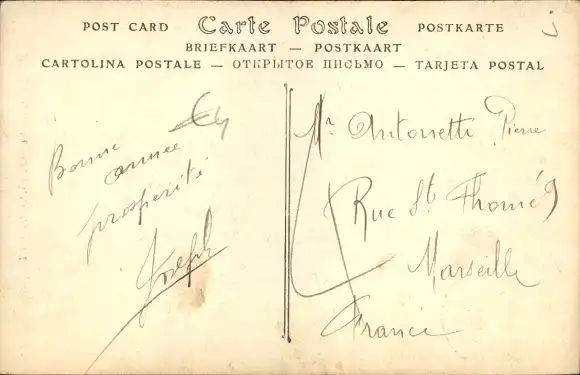 POST CARD Carte Postale POSTKARTE
BRIEFKAART — POSTKAART
CARTOLINA POSTALE — ОТКРЫТОЕ ПИСЬМО — TARJETA POSTAL
Bonne
année
prospérité
Joseph
Mr Antonetti Pierre
Rue St Thomé 9
Marseille
France